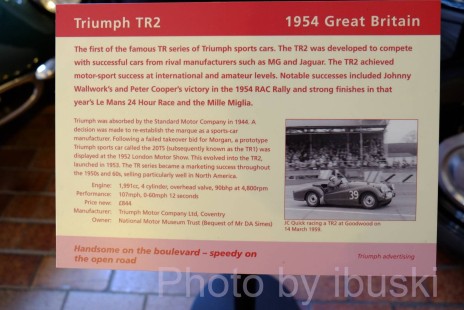 Triumph TR2
1954 Great Britain
The first of the famous TR series of Triumph sports cars. The TR2 was developed to compete
with successful cars from rival manufacturers such as MG and Jaguar. The TR2 achieved
motor-sport success at international and amateur levels. Notable successes included Johnny
Wallwork's and Peter Cooper's victory in the 1954 RAC Rally and strong finishes in that
year's Le Mans 24 Hour Race and the Mille Miglia.
Triumph was absorbed by the Standard Motor Company in 1944. A
decision was made to re-establish the marque as a sports-car
manufacturer. Following a failed takeover bid for Morgan, a prototype
Triumph sports car called the 20TS (subsequently known as the TR1) was
displayed at the 1952 London Motor Show. This evolved into the TR2,
launched in 1953. The TR series became a marketing success throughout
the 1950s and 60s, selling particularly well in North America.
Engine: 1,991cc, 4 cylinder, overhead valve, 90bhp at 4,800rpm
Performance: 107mph, 0-60mph 12 seconds
Price new: £844
Manufacturer: Triumph Motor Company Ltd, Coventry
Owner: National Motor Museum Trust (Bequest of Mr DA Simes)
39
JC Quick racing a TR2 at Goodwood on
14 March 1959.
Handsome on the boulevard – speedy on
the open road
Triumph advertising
Photo by ibuski